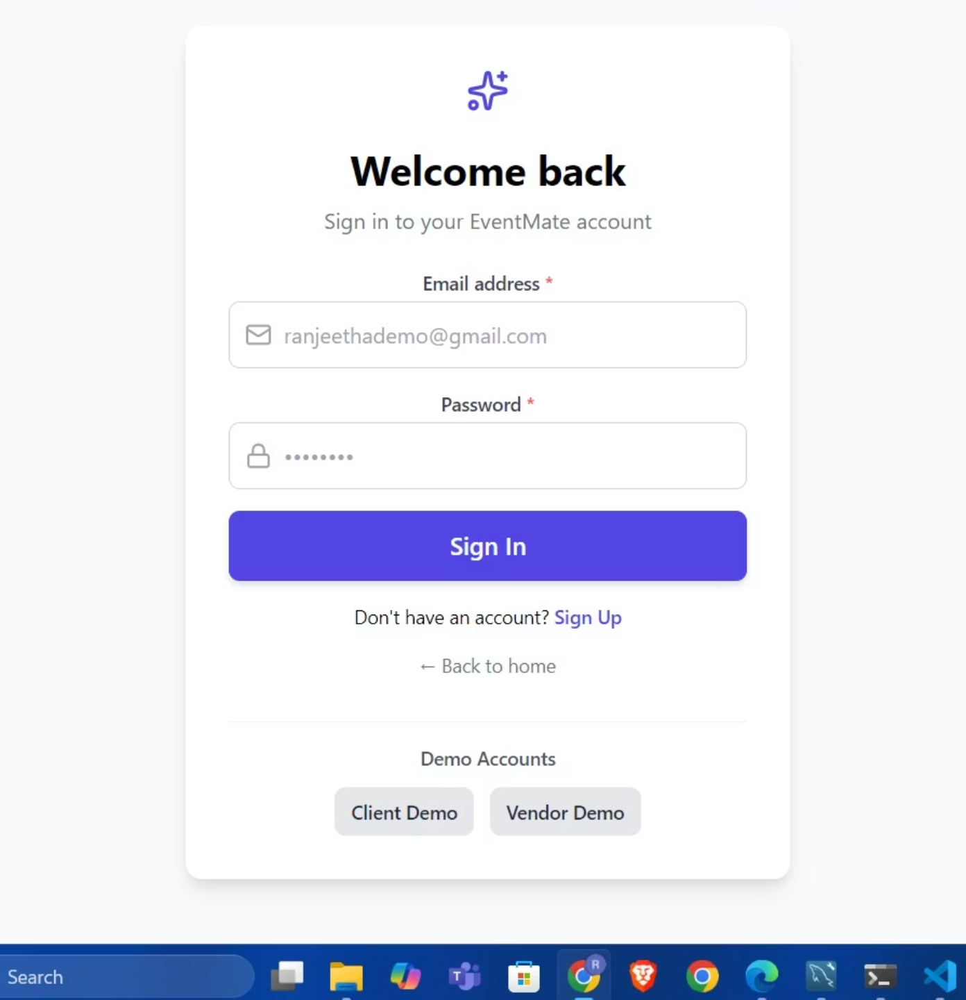 Welcome back
Sign in to your EventMate account
Email address *
ranjeethademo@gmail.com
Password *
••••••••
Sign In
Don't have an account? Sign Up
← Back to home
Demo Accounts
Client Demo Vendor Demo
Search
T R